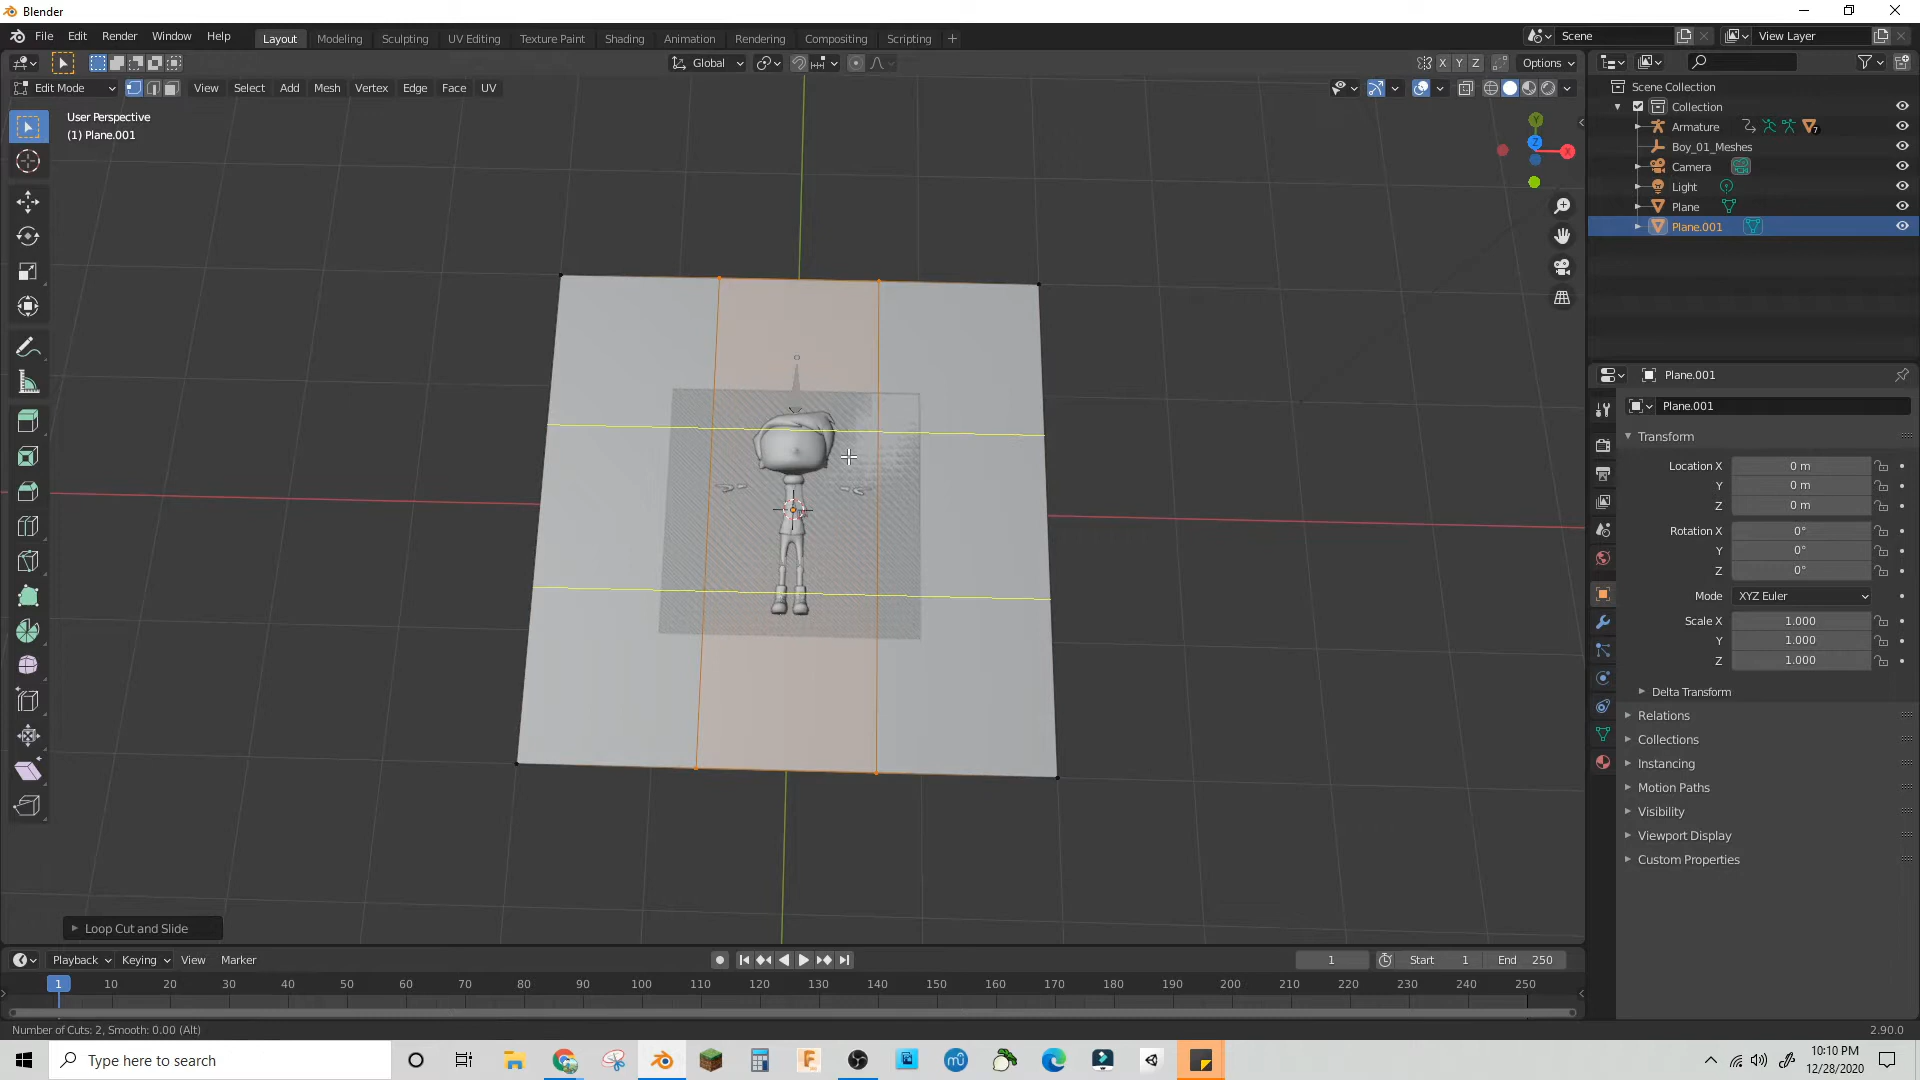 Blender
File Edit Render Window Help
Layout Modeling Sculpting UV Editing Texture Paint Shading Animation Rendering Compositing Scripting +
Scene
View Layer
Global
X Y Z
Options
Edit Mode View Select Add Mesh Vertex Edge Face UV
User Perspective
(1) Plane.001
Y
Z
X
Scene Collection
Collection
Armature
7
Boy_01_Meshes
Camera
Light
Plane
Plane.001
Plane.001
Plane.001
Transform
Location X 0 m
Y 0 m
Z 0 m
Rotation X 0°
Y 0°
Z 0°
Mode XYZ Euler
Scale X 1.000
Y 1.000
Z 1.000
Delta Transform
Relations
Collections
Instancing
Motion Paths
Visibility
Viewport Display
Custom Properties
Loop Cut and Slide
Playback Keying View Marker
1 Start 1 End 250
1 10 20 30 40 50 60 70 80 90 100 110 120 130 140 150 160 170 180 190 200 210 220 230 240 250
Number of Cuts: 2, Smooth: 0.00 (Alt)
2.90.0
Type here to search
mü
10:10 PM
12/28/2020